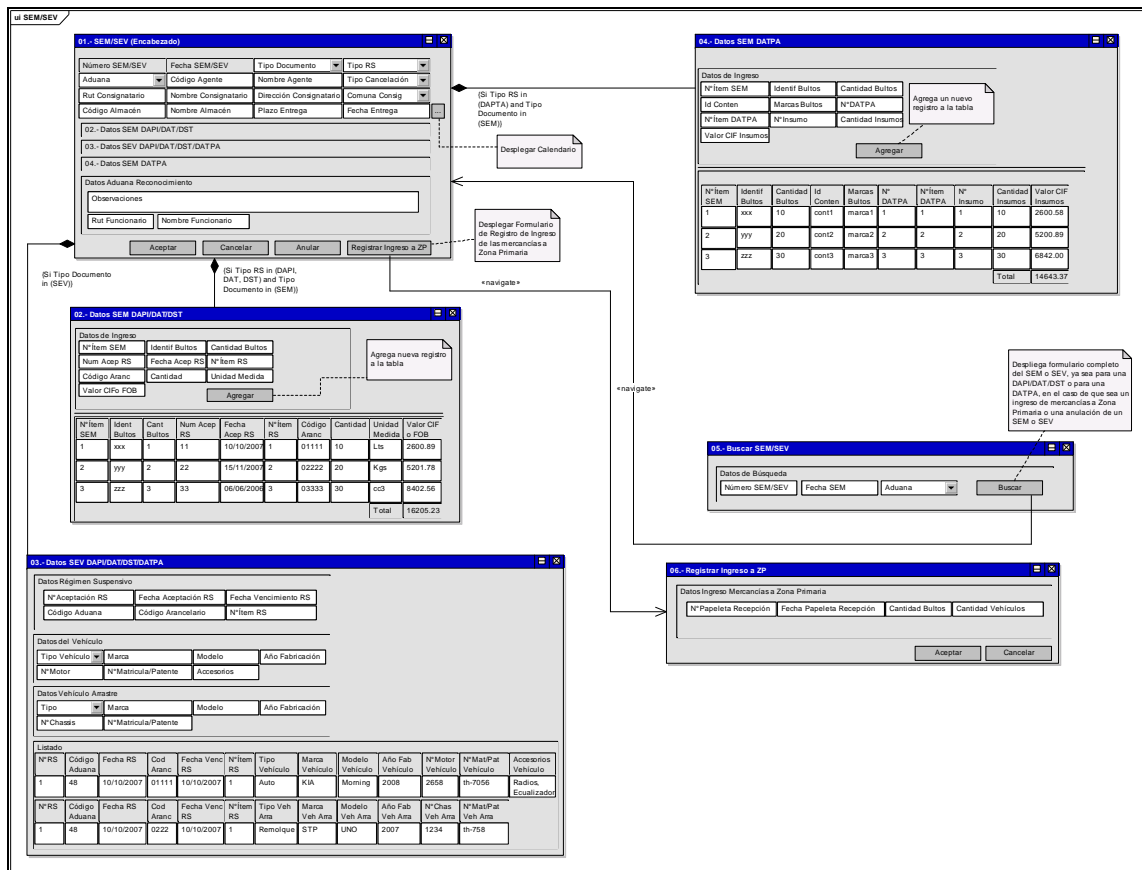 ui SEM/SEV
01.- SEM/SEV (Encabezado)
Número SEM/SEV Fecha SEM/SEV Tipo Documento Tipo RS
Aduana Código Agente Nombre Agente Tipo Cancelación
Rut Consignatario Nombre Consignatario Dirección Consignatario Comuna Consig
Código Almacén Nombre Almacén Plazo Entrega Fecha Entrega ...
02.- Datos SEM DAPI/DAT/DST
03.- Datos SEV DAPI/DAT/DST/DATPA
04.- Datos SEM DATPA
Datos Aduana Reconocimiento
Observaciones
Rut Funcionario Nombre Funcionario
Aceptar Cancelar Anular Registrar Ingreso a ZP
(Si Tipo RS in
(DAPTA) and Tipo
Documento in
(SEM))
Desplegar Calendario
Desplegar Formulario
de Registro de Ingreso
de las mercancías a
Zona Primaria
(Si Tipo Documento
in (SEV))
(Si Tipo RS in (DAPI,
DAT, DST) and Tipo
Documento in (SEM))
«navigate»
«navigate»
04.- Datos SEM DATPA
Datos de Ingreso
N°Ítem SEM Identif Bultos Cantidad Bultos
Id Conten Marcas Bultos N°DATPA
N°Ítem DATPA N°Insumo Cantidad Insumos
Valor CIF Insumos
Agregar
Agrega un nuevo
registro a la tabla
N°Ítem SEM Identif Bultos Cantidad Bultos Id Conten Marcas Bultos N° DATPA N°Ítem DATPA N° Insumo Cantidad Insumos Valor CIF Insumos
1 xxx 10 cont1 marca1 1 1 1 10 2600.58
2 yyy 20 cont2 marca2 2 2 2 20 5200.89
3 zzz 30 cont3 marca3 3 3 3 30 6842.00
Total 14643.37
02.- Datos SEM DAPI/DAT/DST
Datos de Ingreso
N°Ítem SEM Identif Bultos Cantidad Bultos
Num Acep RS Fecha Acep RS N°Ítem RS
Código Aranc Cantidad Unidad Medida
Valor CIFo FOB
Agregar
Agrega nueva registro
a la tabla
N°Ítem SEM Ident Bultos Cant Bultos Num Acep RS Fecha Acep RS N°Ítem RS Código Aranc Cantidad Unidad Medida Valor CIF o FOB
1 xxx 1 11 10/10/2007 1 01111 10 Lts 2600.89
2 yyy 2 22 15/11/2007 2 02222 20 Kgs 5201.78
3 zzz 3 33 06/06/2006 3 03333 30 cc3 8402.56
Total 16205.23
Despliega formulario completo
del SEM o SEV, ya sea para una
DAPI/DAT/DST o para una
DATPA, en el caso de que sea un
ingreso de mercancías a Zona
Primaria o una anulación de un
SEM o SEV
05.- Buscar SEM/SEV
Datos de Búsqueda
Número SEM/SEV Fecha SEM Aduana Buscar
03.- Datos SEV DAPI/DAT/DST/DATPA
Datos Régimen Suspensivo
N°Aceptación RS Fecha Aceptación RS Fecha Vencimiento RS
Código Aduana Código Arancelario N°Ítem RS
Datos del Vehículo
Tipo Vehículo Marca Modelo Año Fabricación
N°Motor N°Matricula/Patente Accesorios
Datos Vehículo Arrastre
Tipo Marca Modelo Año Fabricación
N°Chassis N°Matricula/Patente
Listado
N°RS Código Aduana Fecha RS Cod Aranc Fecha Venc RS N°Ítem RS Tipo Vehículo Marca Vehículo Modelo Vehículo Año Fab Vehículo N°Motor Vehículo N°Mat/Pat Vehículo Accesorios Vehículo
1 48 10/10/2007 01111 10/10/2007 1 Auto KIA Morning 2008 2658 th-7056 Radios, Ecualizador
N°RS Código Aduana Fecha RS Cod Aranc Fecha Venc RS N°Ítem RS Tipo Veh Arra Marca Veh Arra Modelo Veh Arra Año Fab Veh Arra N°Chas Veh Arra N°Mat/Pat Veh Arra
1 48 10/10/2007 0222 10/10/2007 1 Remolque STP UNO 2007 1234 th-758
06.- Registrar Ingreso a ZP
Datos Ingreso Mercancías a Zona Primaria
N°Papeleta Recepción Fecha Papeleta Recepción Cantidad Bultos Cantidad Vehículos
Aceptar Cancelar